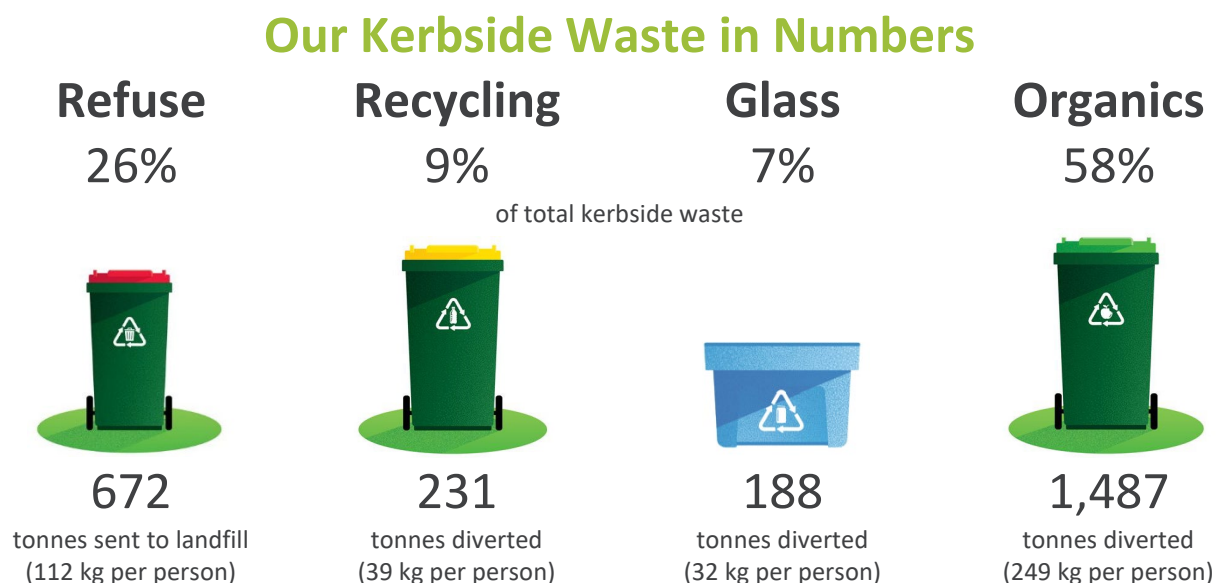 Our Kerbside Waste in Numbers
Refuse Recycling Glass Organics
26% 9% 7% 58%
of total kerbside waste
672 231 188 1,487
tonnes sent to landfill tonnes diverted tonnes diverted tonnes diverted
(112 kg per person) (39 kg per person) (32 kg per person) (249 kg per person)